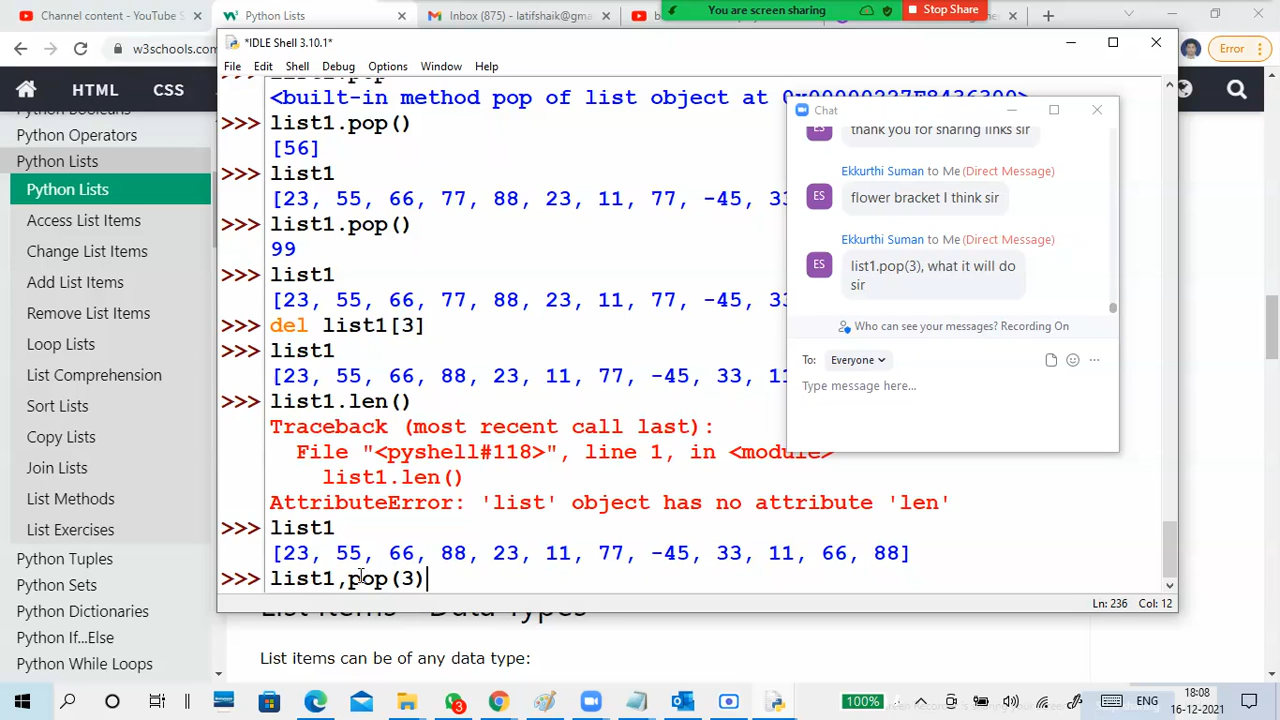 Channel content - YouTube S
Python Lists
Inbox (875) - latifshaik@gma
You are screen sharing
Stop Share
w3schools.com
Error
*IDLE Shell 3.10.1*
File Edit Shell Debug Options Window Help
HTML CSS
Python Operators
Python Lists
Python Lists
Access List Items
Change List Items
Add List Items
Remove List Items
Loop Lists
List Comprehension
Sort Lists
Copy Lists
Join Lists
List Methods
List Exercises
Python Tuples
Python Sets
Python Dictionaries
Python If...Else
Python While Loops
<built-in method pop of list object at 0x00000227F8436300>
>>> list1.pop()
[56]
>>> list1
[23, 55, 66, 77, 88, 23, 11, 77, -45, 33
>>> list1.pop()
99
>>> list1
[23, 55, 66, 77, 88, 23, 11, 77, -45, 33
>>> del list1[3]
>>> list1
[23, 55, 66, 88, 23, 11, 77, -45, 33, 11
>>> list1.len()
Traceback (most recent call last):
File "<pyshell#118>", line 1, in <module>
list1.len()
AttributeError: 'list' object has no attribute 'len'
>>> list1
[23, 55, 66, 88, 23, 11, 77, -45, 33, 11, 66, 88]
>>> list1,pop(3)
Ln: 236 Col: 12
Chat
thank you for sharing links sir
Ekkurthi Suman to Me (Direct Message)
ES flower bracket I think sir
Ekkurthi Suman to Me (Direct Message)
ES list1.pop(3), what it will do
sir
Who can see your messages? Recording On
To: Everyone
Type message here...
List Items - Data Types
List items can be of any data type:
3
100%
ENG
18:08
16-12-2021